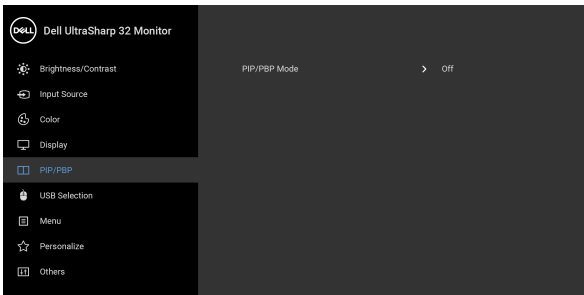 DELL
Dell UltraSharp 32 Monitor
Brightness/Contrast
PIP/PBP Mode
Off
Input Source
Color
Display
PIP/PBP
USB Selection
Menu
Personalize
Others